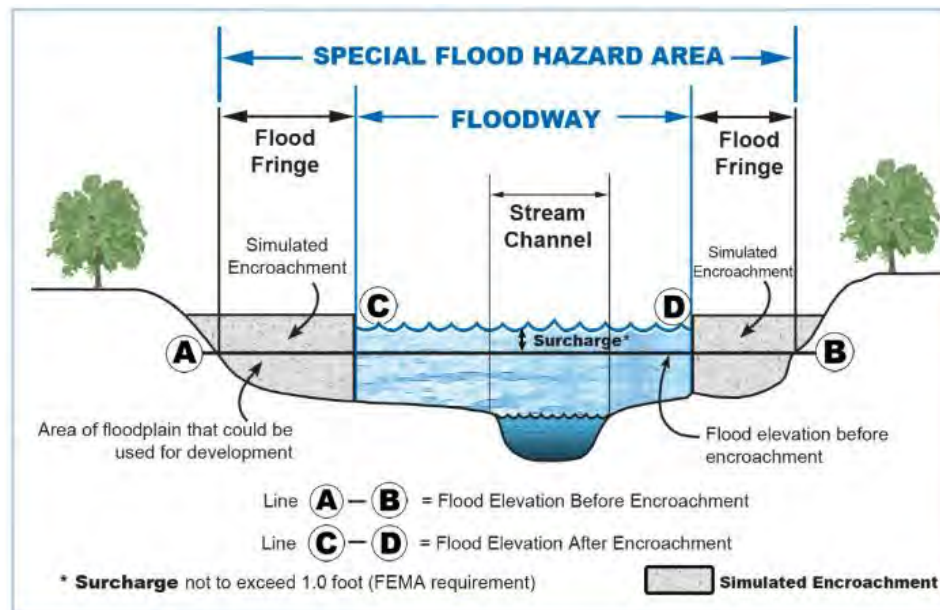 SPECIAL FLOOD HAZARD AREA
Flood
Fringe
FLOODWAY
Flood
Fringe
Stream
Channel
Simulated
Encroachment
Simulated
Encroachment
C
D
Surcharge*
A
B
Area of floodplain that could be
used for development
Flood elevation before
encroachment
Line A – B = Flood Elevation Before Encroachment
Line C – D = Flood Elevation After Encroachment
* Surcharge not to exceed 1.0 foot (FEMA requirement)
Simulated Encroachment